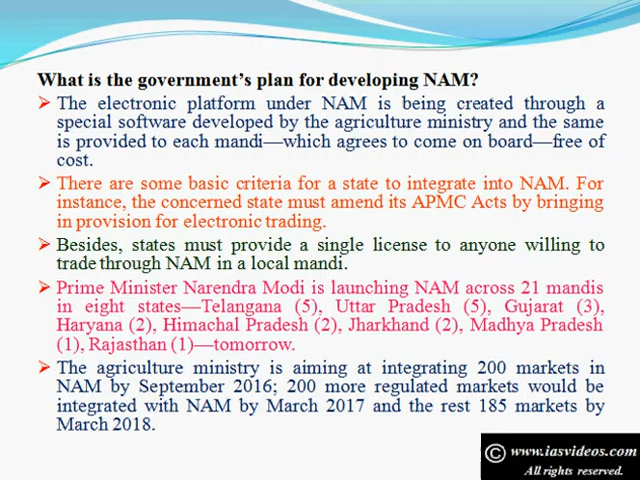 What is the government's plan for developing NAM?
➢ The electronic platform under NAM is being created through a
special software developed by the agriculture ministry and the same
is provided to each mandi—which agrees to come on board—free of
cost.
➢ There are some basic criteria for a state to integrate into NAM. For
instance, the concerned state must amend its APMC Acts by bringing
in provision for electronic trading.
➢ Besides, states must provide a single license to anyone willing to
trade through NAM in a local mandi.
➢ Prime Minister Narendra Modi is launching NAM across 21 mandis
in eight states—Telangana (5), Uttar Pradesh (5), Gujarat (3),
Haryana (2), Himachal Pradesh (2), Jharkhand (2), Madhya Pradesh
(1), Rajasthan (1)—tomorrow.
➢ The agriculture ministry is aiming at integrating 200 markets in
NAM by September 2016; 200 more regulated markets would be
integrated with NAM by March 2017 and the rest 185 markets by
March 2018.
© www.iasvideos.com
All rights reserved.